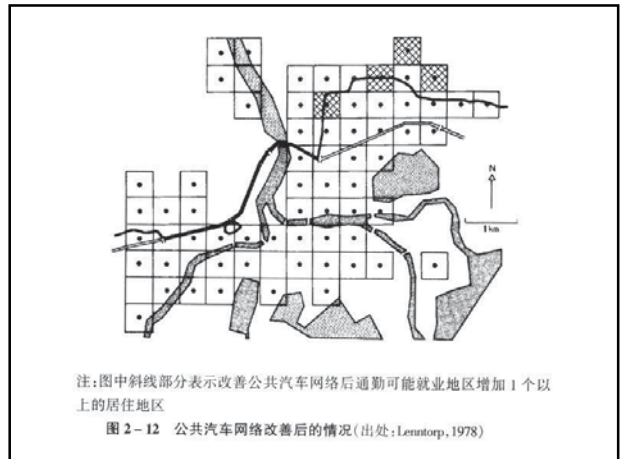 N
1km
注:图中斜线部分表示改善公共汽车网络后通勤可能就业地区增加 1 个以
上的居住地区
图 2-12 公共汽车网络改善后的情况(出处:Lenntorp,1978)